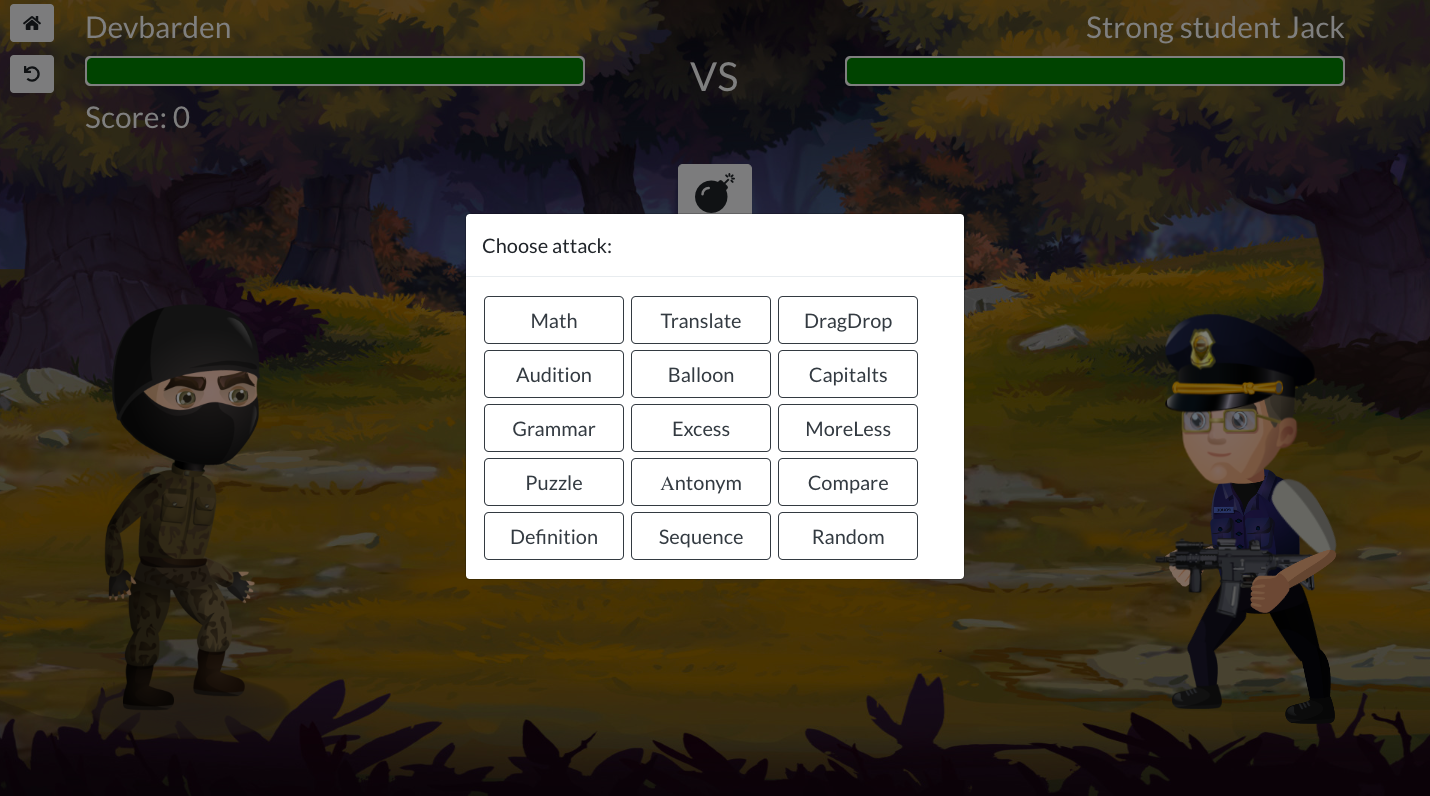 Devbarden
Strong student Jack
VS
Score: 0
Choose attack:
Math
Translate
DragDrop
Audition
Balloon
Capitalts
Grammar
Excess
MoreLess
Puzzle
Antonym
Compare
Definition
Sequence
Random